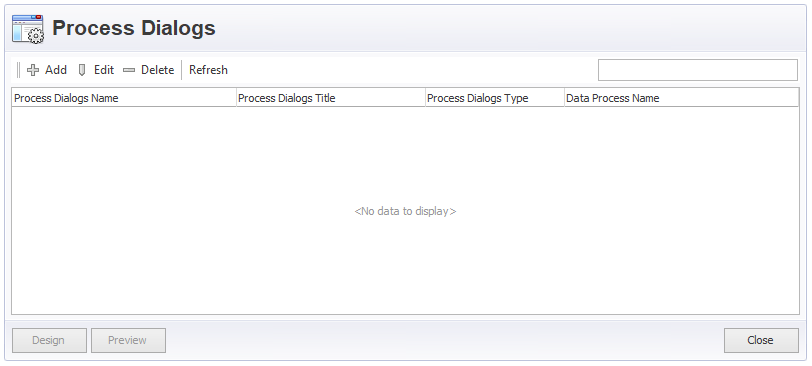 Process Dialogs
Add Edit Delete Refresh
Process Dialogs Name Process Dialogs Title Process Dialogs Type Data Process Name
<No data to display>
Design Preview Close